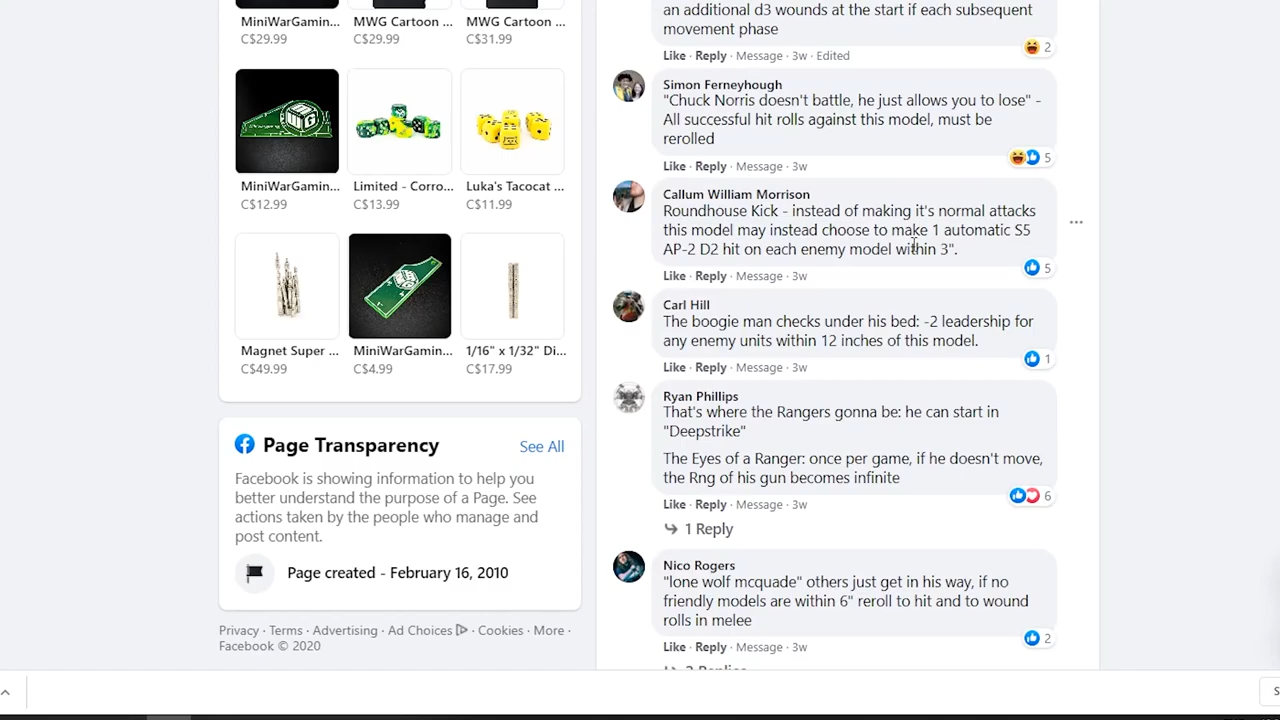 MiniWarGamin...
C$29.99
MWG Cartoon ...
C$29.99
MWG Cartoon ...
C$31.99
MiniWarGamin...
C$12.99
Limited - Corro...
C$13.99
Luka's Tacocat ...
C$11.99
Magnet Super ...
C$49.99
MiniWarGamin...
C$4.99
1/16" x 1/32" Di...
C$17.99
Page Transparency
See All
Facebook is showing information to help you
better understand the purpose of a Page. See
actions taken by the people who manage and
post content.
Page created - February 16, 2010
Privacy · Terms · Advertising · Ad Choices · Cookies · More ·
Facebook © 2020
an additional d3 wounds at the start if each subsequent
movement phase
2
Like · Reply · Message · 3w · Edited
Simon Ferneyhough
"Chuck Norris doesn't battle, he just allows you to lose" -
All successful hit rolls against this model, must be
rerolled
5
Like · Reply · Message · 3w
Callum William Morrison
Roundhouse Kick - instead of making it's normal attacks
this model may instead choose to make 1 automatic S5
AP-2 D2 hit on each enemy model within 3".
5
Like · Reply · Message · 3w
Carl Hill
The boogie man checks under his bed: -2 leadership for
any enemy units within 12 inches of this model.
1
Like · Reply · Message · 3w
Ryan Phillips
That's where the Rangers gonna be: he can start in
"Deepstrike"
The Eyes of a Ranger: once per game, if he doesn't move,
the Rng of his gun becomes infinite
6
Like · Reply · Message · 3w
1 Reply
Nico Rogers
"lone wolf mcquade" others just get in his way, if no
friendly models are within 6" reroll to hit and to wound
rolls in melee
2
Like · Reply · Message · 3w
2 Replies
S